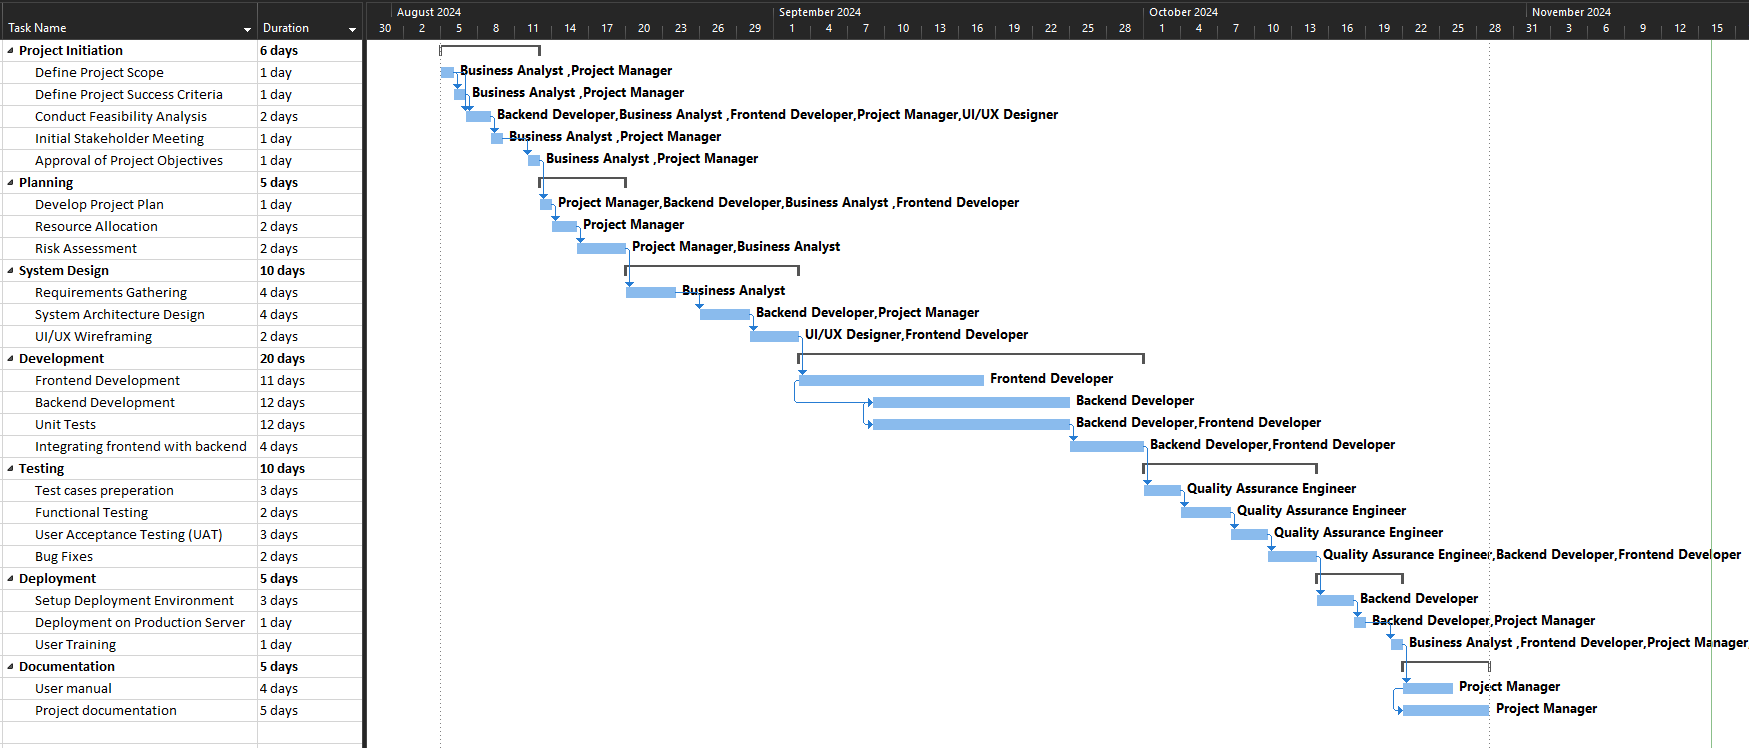 August 2024 September 2024 October 2024 November 2024
Task Name Duration 30 2 5 8 11 14 17 20 23 26 29 1 4 7 10 13 16 19 22 25 28 1 4 7 10 13 16 19 22 25 28 31 3 6 9 12 15
Project Initiation 6 days
Define Project Scope 1 day Business Analyst ,Project Manager
Define Project Success Criteria 1 day Business Analyst ,Project Manager
Conduct Feasibility Analysis 2 days Backend Developer,Business Analyst ,Frontend Developer,Project Manager,UI/UX Designer
Initial Stakeholder Meeting 1 day Business Analyst ,Project Manager
Approval of Project Objectives 1 day Business Analyst ,Project Manager
Planning 5 days
Develop Project Plan 1 day Project Manager,Backend Developer,Business Analyst ,Frontend Developer
Resource Allocation 2 days Project Manager
Risk Assessment 2 days Project Manager,Business Analyst
System Design 10 days
Requirements Gathering 4 days Business Analyst
System Architecture Design 4 days Backend Developer,Project Manager
UI/UX Wireframing 2 days UI/UX Designer,Frontend Developer
Development 20 days
Frontend Development 11 days Frontend Developer
Backend Development 12 days Backend Developer
Unit Tests 12 days Backend Developer,Frontend Developer
Integrating frontend with backend 4 days Backend Developer,Frontend Developer
Testing 10 days
Test cases preperation 3 days Quality Assurance Engineer
Functional Testing 2 days Quality Assurance Engineer
User Acceptance Testing (UAT) 3 days Quality Assurance Engineer
Bug Fixes 2 days Quality Assurance Engineer,Backend Developer,Frontend Developer
Deployment 5 days
Setup Deployment Environment 3 days Backend Developer
Deployment on Production Server 1 day Backend Developer,Project Manager
User Training 1 day Business Analyst ,Frontend Developer,Project Manager,
Documentation 5 days
User manual 4 days Project Manager
Project documentation 5 days Project Manager